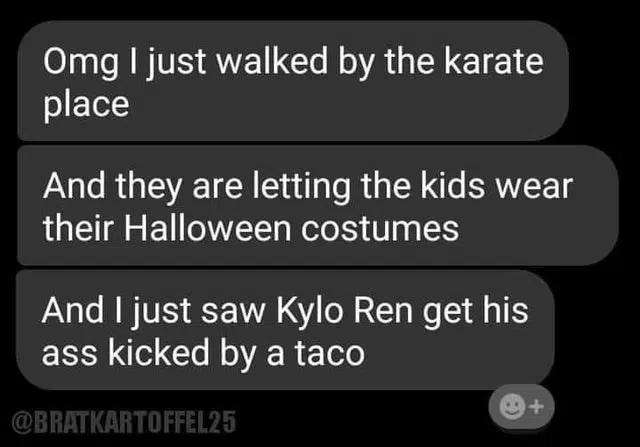 Omg I just walked by the karate
place
And they are letting the kids wear
their Halloween costumes
And I just saw Kylo Ren get his
ass kicked by a taco
@BRATKARTOFFEL25